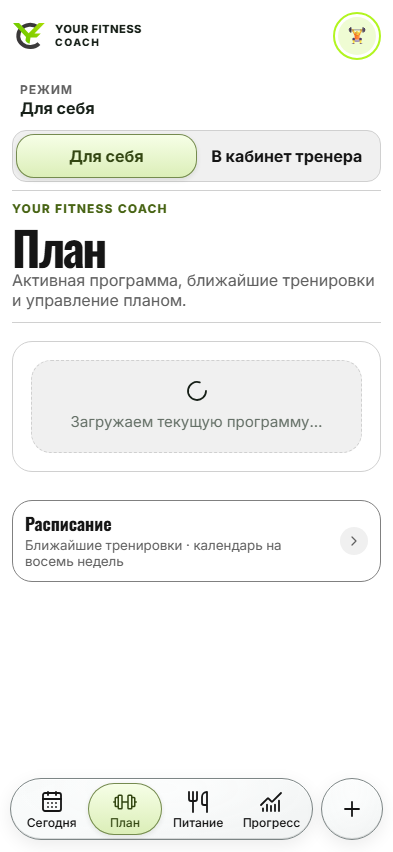 YOUR FITNESS
COACH
РЕЖИМ
Для себя
Для себя
В кабинет тренера
YOUR FITNESS COACH
План
Активная программа, ближайшие тренировки
и управление планом.
Загружаем текущую программу...
Расписание
Ближайшие тренировки · календарь на
восемь недель
Сегодня
План
Питание
Прогресс